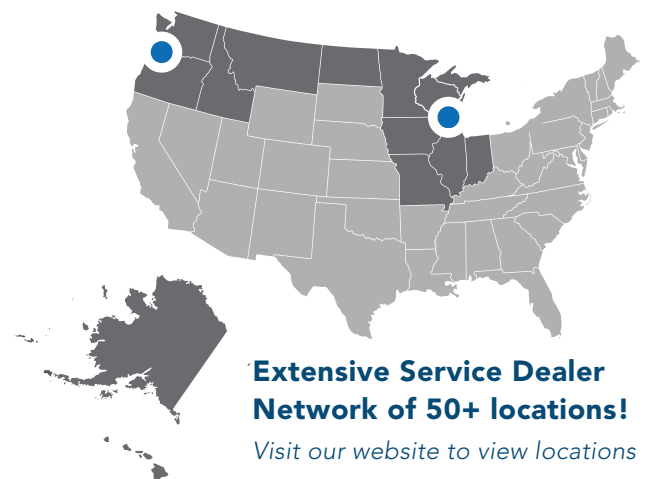 Extensive Service Dealer
Network of 50+ locations!
Visit our website to view locations